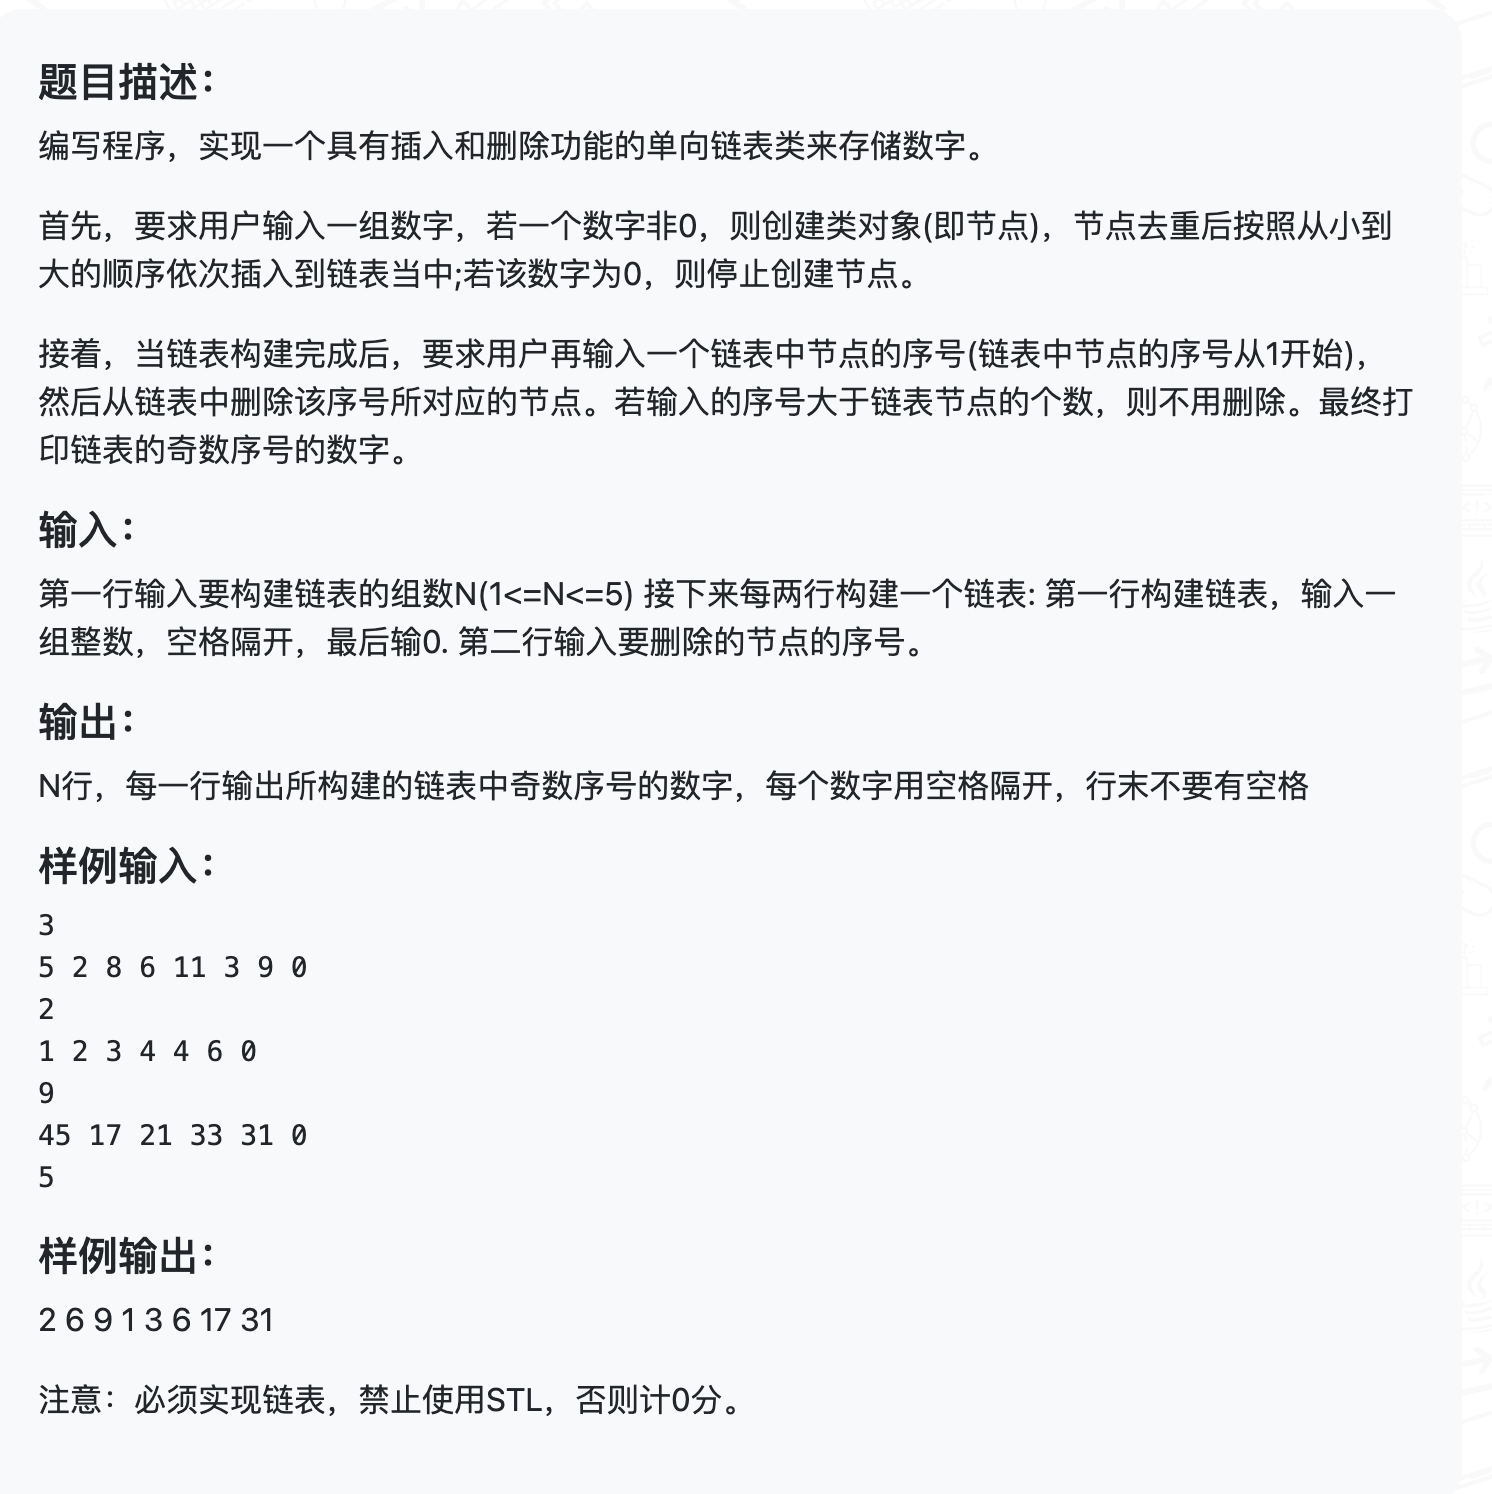 题目描述：
编写程序，实现一个具有插入和删除功能的单向链表类来存储数字。
首先，要求用户输入一组数字，若一个数字非0，则创建类对象(即节点)，节点去重后按照从小到
大的顺序依次插入到链表当中;若该数字为0，则停止创建节点。
接着，当链表构建完成后，要求用户再输入一个链表中节点的序号(链表中节点的序号从1开始)，
然后从链表中删除该序号所对应的节点。若输入的序号大于链表节点的个数，则不用删除。最终打
印链表的奇数序号的数字。
输入：
第一行输入要构建链表的组数N(1<=N<=5) 接下来每两行构建一个链表: 第一行构建链表，输入一
组整数，空格隔开，最后输0. 第二行输入要删除的节点的序号。
输出：
N行，每一行输出所构建的链表中奇数序号的数字，每个数字用空格隔开，行末不要有空格
样例输入：
3
5 2 8 6 11 3 9 0
2
1 2 3 4 4 6 0
9
45 17 21 33 31 0
5
样例输出：
2 6 9 1 3 6 17 31
注意：必须实现链表，禁止使用STL，否则计0分。